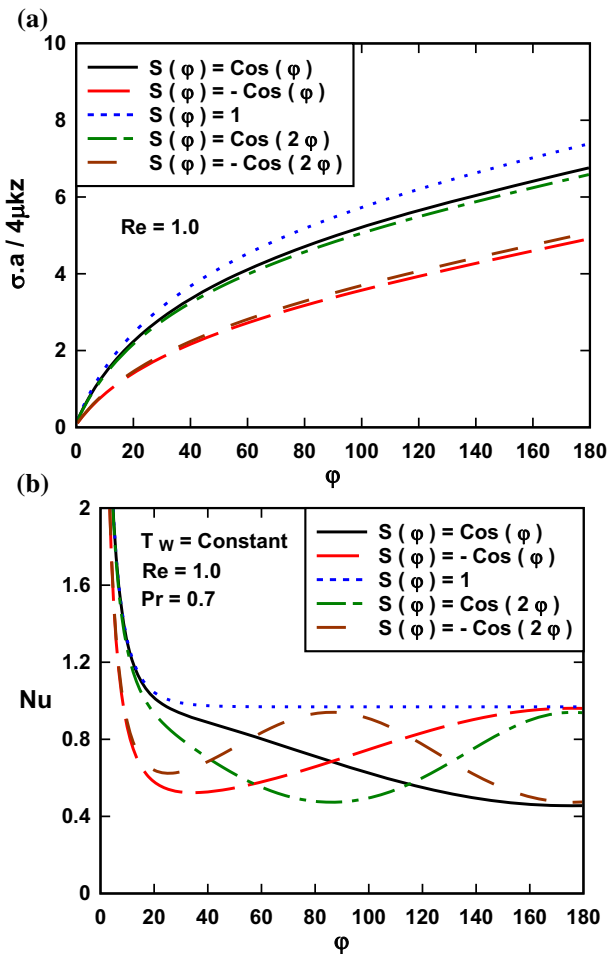 (a)
10
8
6
4
2
0
σ.a / 4μkz
S ( φ ) = Cos ( φ )
S ( φ ) = - Cos ( φ )
S ( φ ) = 1
S ( φ ) = Cos ( 2 φ )
S ( φ ) = - Cos ( 2 φ )
Re = 1.0
0 20 40 60 80 100 120 140 160 180
φ
(b)
2
1.6
1.2
0.8
0.4
0
Nu
T W = Constant
Re = 1.0
Pr = 0.7
S ( φ ) = Cos ( φ )
S ( φ ) = - Cos ( φ )
S ( φ ) = 1
S ( φ ) = Cos ( 2 φ )
S ( φ ) = - Cos ( 2 φ )
0 20 40 60 80 100 120 140 160 180
φ